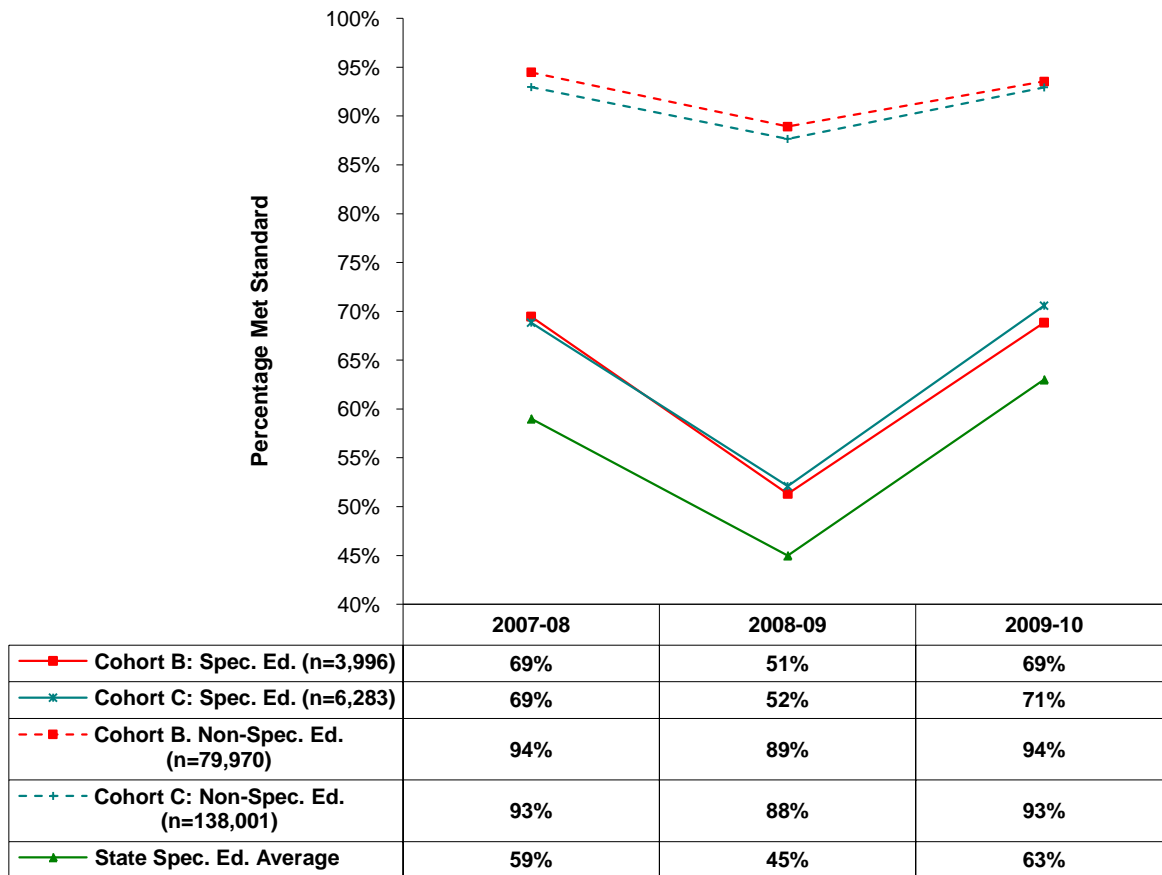 100%
95%
90%
85%
80%
75%
70%
65%
60%
55%
50%
45%
40%
Percentage Met Standard
2007-08 2008-09 2009-10
Cohort B: Spec. Ed. (n=3,996) 69% 51% 69%
Cohort C: Spec. Ed. (n=6,283) 69% 52% 71%
Cohort B. Non-Spec. Ed.
(n=79,970) 94% 89% 94%
Cohort C: Non-Spec. Ed.
(n=138,001) 93% 88% 93%
State Spec. Ed. Average 59% 45% 63%